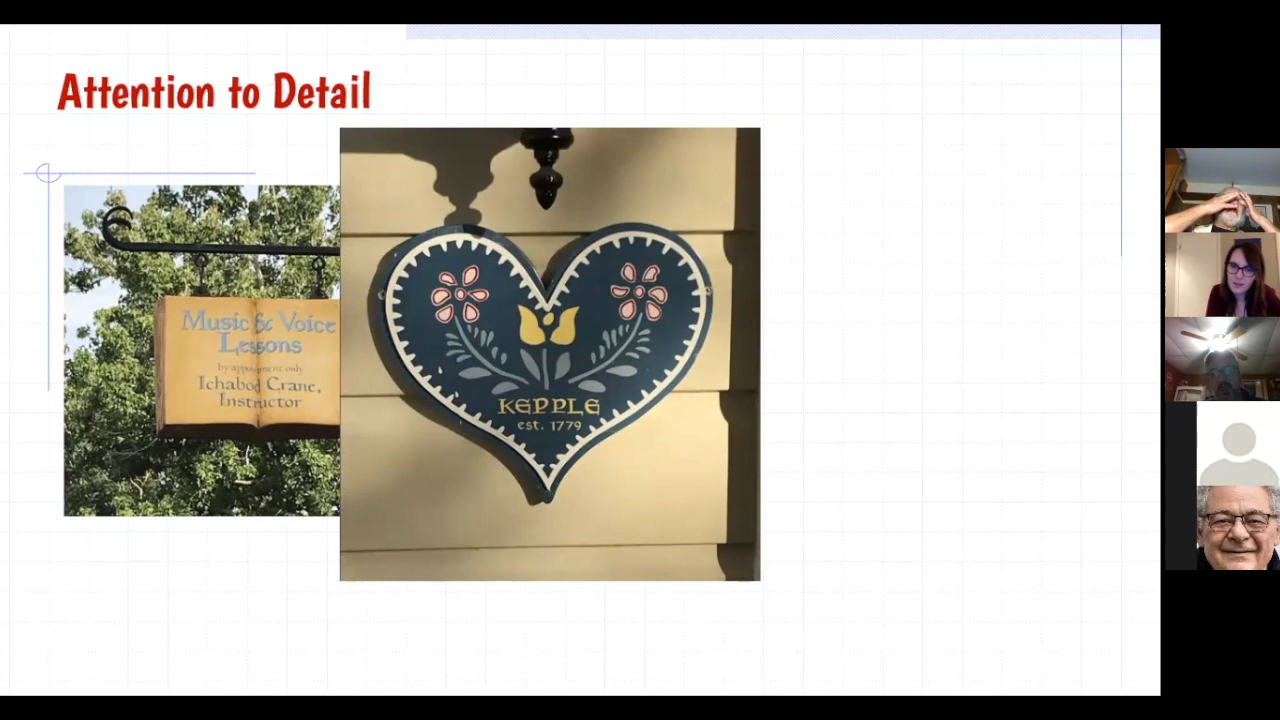 Attention to Detail
Music & Voice
Lessons
by appointment only
Ichabod Crane,
Instructor
KEPPLE
est. 1779